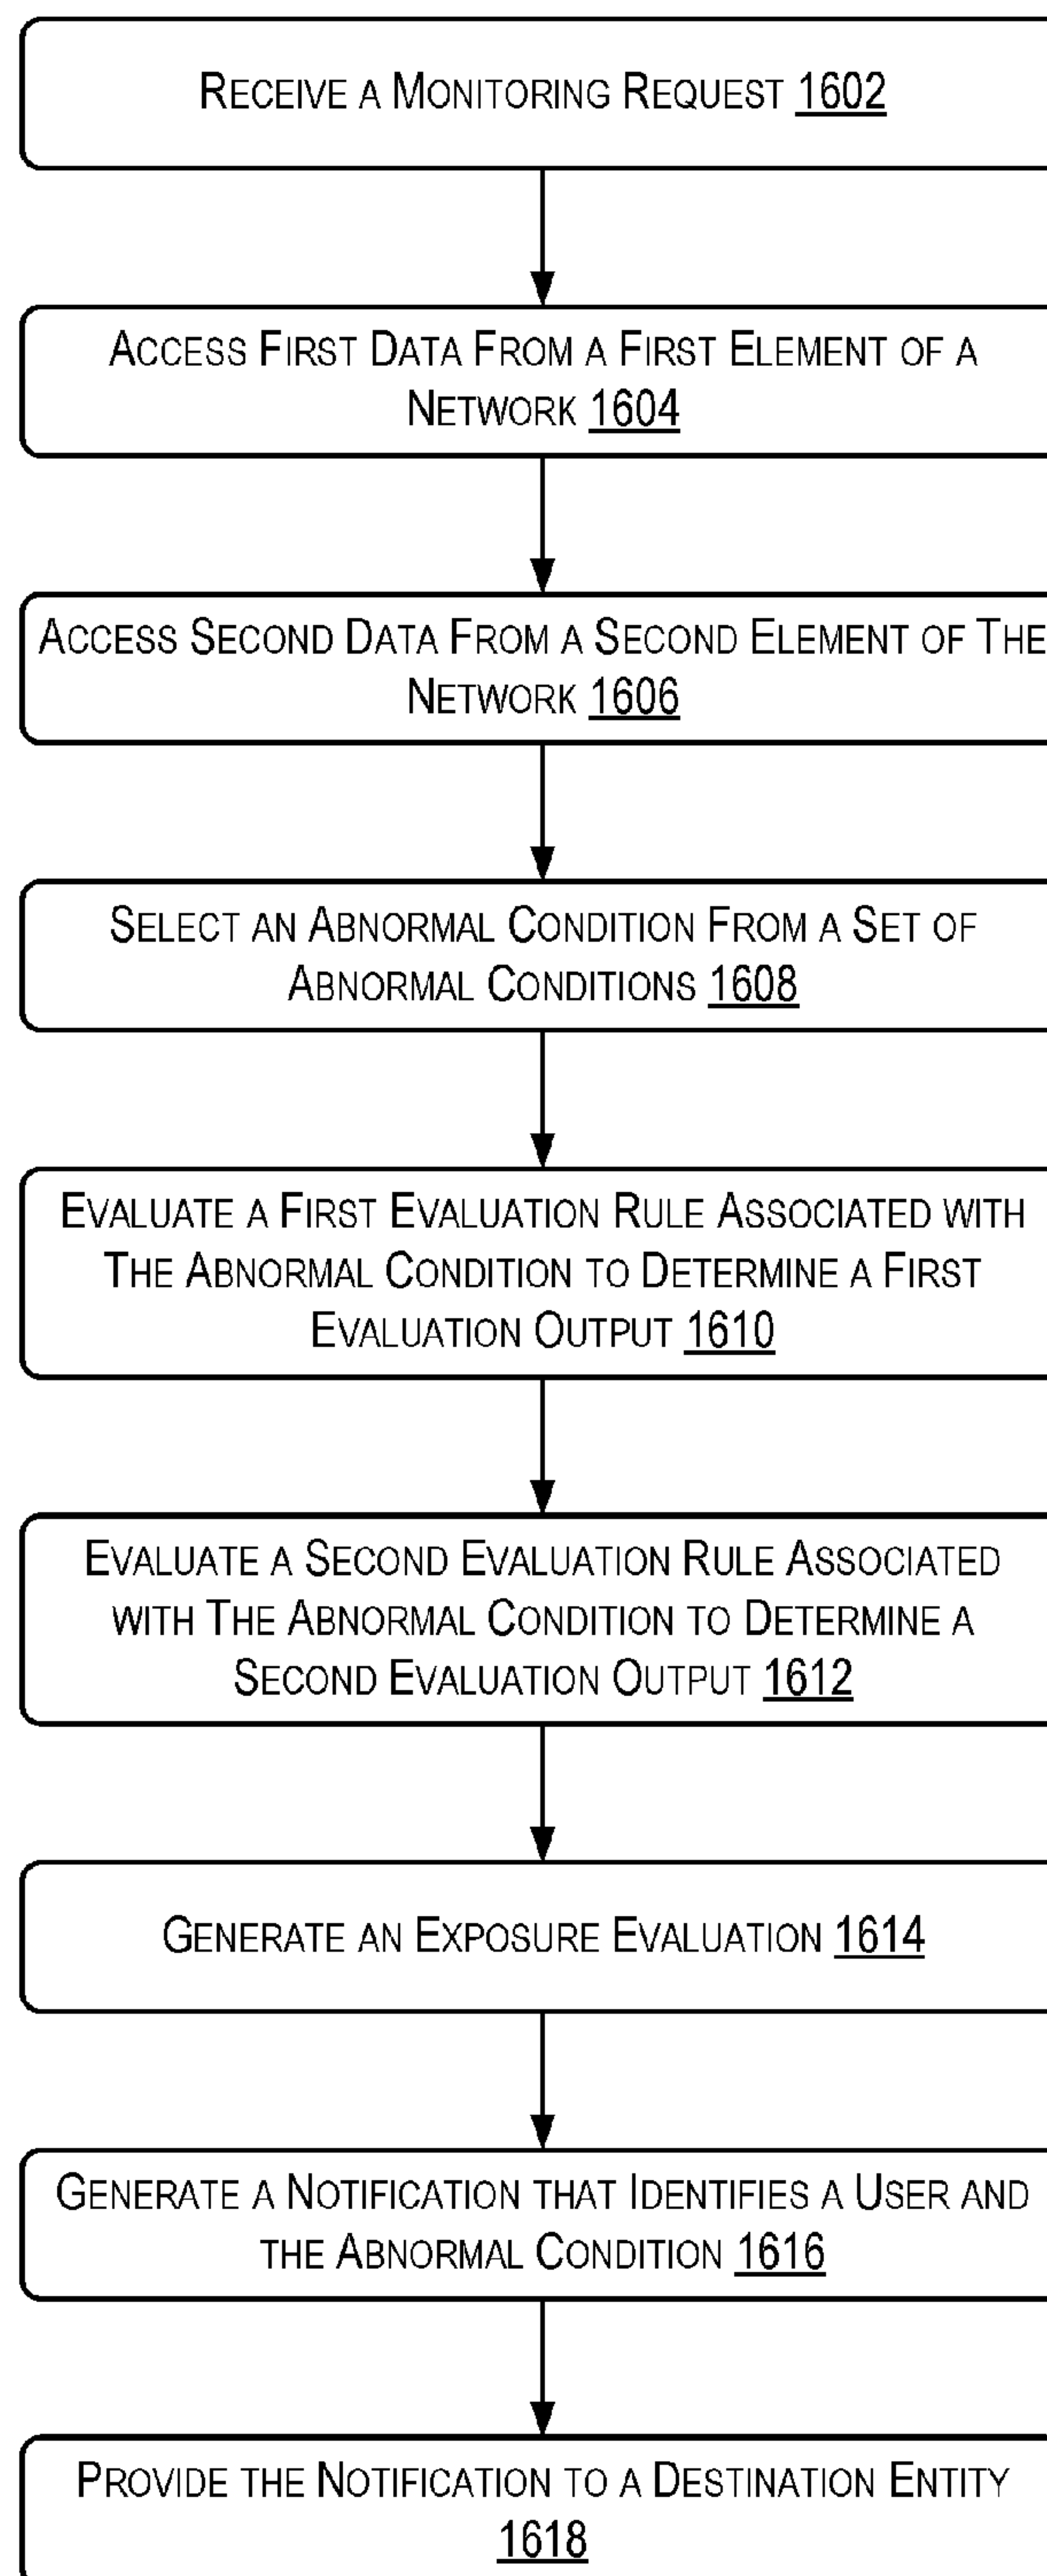 RECEIVE A MONITORING REQUEST 1602
ACCESS FIRST DATA FROM A FIRST ELEMENT OF A
NETWORK 1604
ACCESS SECOND DATA FROM A SECOND ELEMENT OF THE
NETWORK 1606
SELECT AN ABNORMAL CONDITION FROM A SET OF
ABNORMAL CONDITIONS 1608
EVALUATE A FIRST EVALUATION RULE ASSOCIATED WITH
THE ABNORMAL CONDITION TO DETERMINE A FIRST
EVALUATION OUTPUT 1610
EVALUATE A SECOND EVALUATION RULE ASSOCIATED
WITH THE ABNORMAL CONDITION TO DETERMINE A
SECOND EVALUATION OUTPUT 1612
GENERATE AN EXPOSURE EVALUATION 1614
GENERATE A NOTIFICATION THAT IDENTIFIES A USER AND
THE ABNORMAL CONDITION 1616
PROVIDE THE NOTIFICATION TO A DESTINATION ENTITY
1618